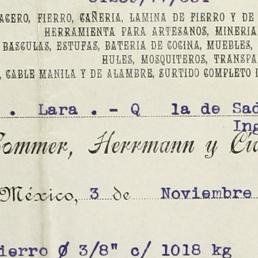 ACERO, FIERRO, CAÑERIA, LAMINA DE FIERRO Y DE
HERRAMIENTA PARA ARTESANOS, MINERIA
BASCULAS, ESTUFAS, BATERIA DE COCINA, MUEBLES,
HULES, MOSQUITEROS, TRANSPA
, CABLE MANILA Y DE ALAMBRE, SURTIDO COMPLETO
. Lara . - Q la de Sad
Ing
Sommer, Herrmann y Cia
México, 3 de Noviembre
fierro Ø 3/8" c/ 1018 kg